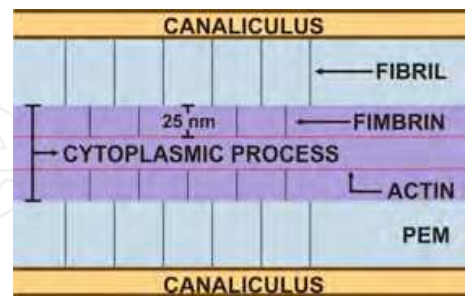 CANALICULUS
FIBRIL
25 nm
FIMBRIN
CYTOPLASMIC PROCESS
ACTIN
PEM
CANALICULUS